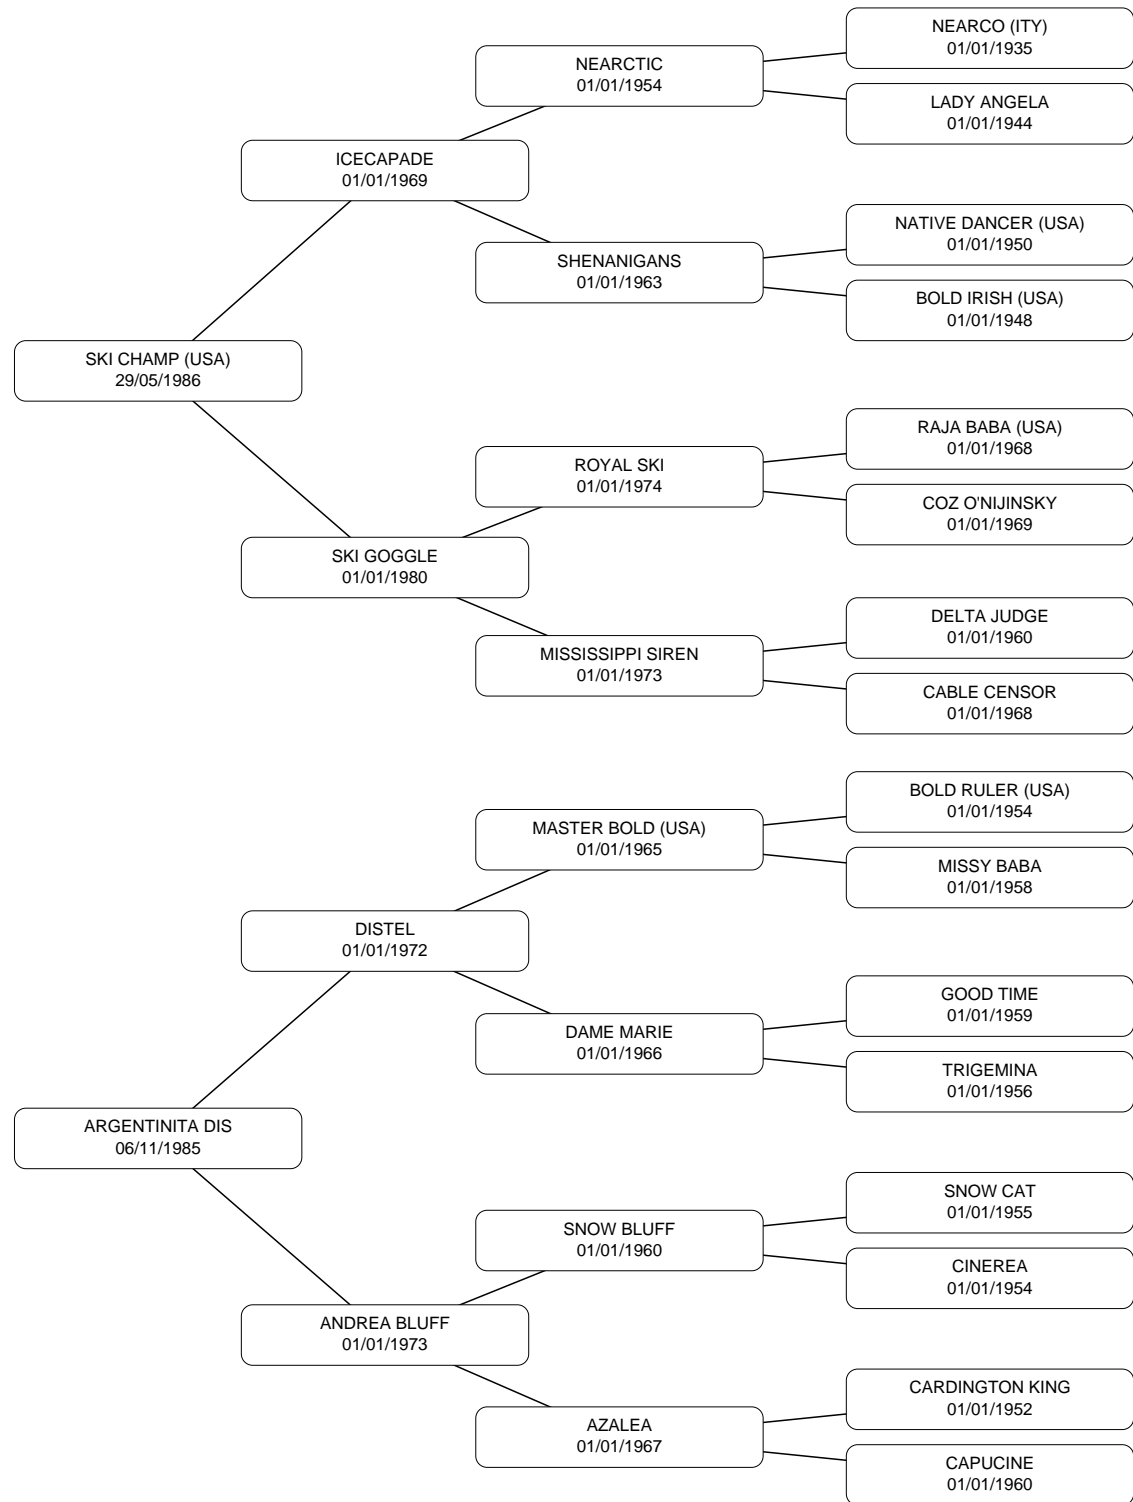 NEARCO (ITY)
01/01/1935
NEARCTIC
01/01/1954
LADY ANGELA
01/01/1944
ICECAPADE
01/01/1969
NATIVE DANCER (USA)
01/01/1950
SHENANIGANS
01/01/1963
BOLD IRISH (USA)
01/01/1948
SKI CHAMP (USA)
29/05/1986
RAJA BABA (USA)
01/01/1968
ROYAL SKI
01/01/1974
COZ O'NIJINSKY
01/01/1969
SKI GOGGLE
01/01/1980
DELTA JUDGE
01/01/1960
MISSISSIPPI SIREN
01/01/1973
CABLE CENSOR
01/01/1968
BOLD RULER (USA)
01/01/1954
MASTER BOLD (USA)
01/01/1965
MISSY BABA
01/01/1958
DISTEL
01/01/1972
GOOD TIME
01/01/1959
DAME MARIE
01/01/1966
TRIGEMINA
01/01/1956
ARGENTINITA DIS
06/11/1985
SNOW CAT
01/01/1955
SNOW BLUFF
01/01/1960
CINEREA
01/01/1954
ANDREA BLUFF
01/01/1973
CARDINGTON KING
01/01/1952
AZALEA
01/01/1967
CAPUCINE
01/01/1960